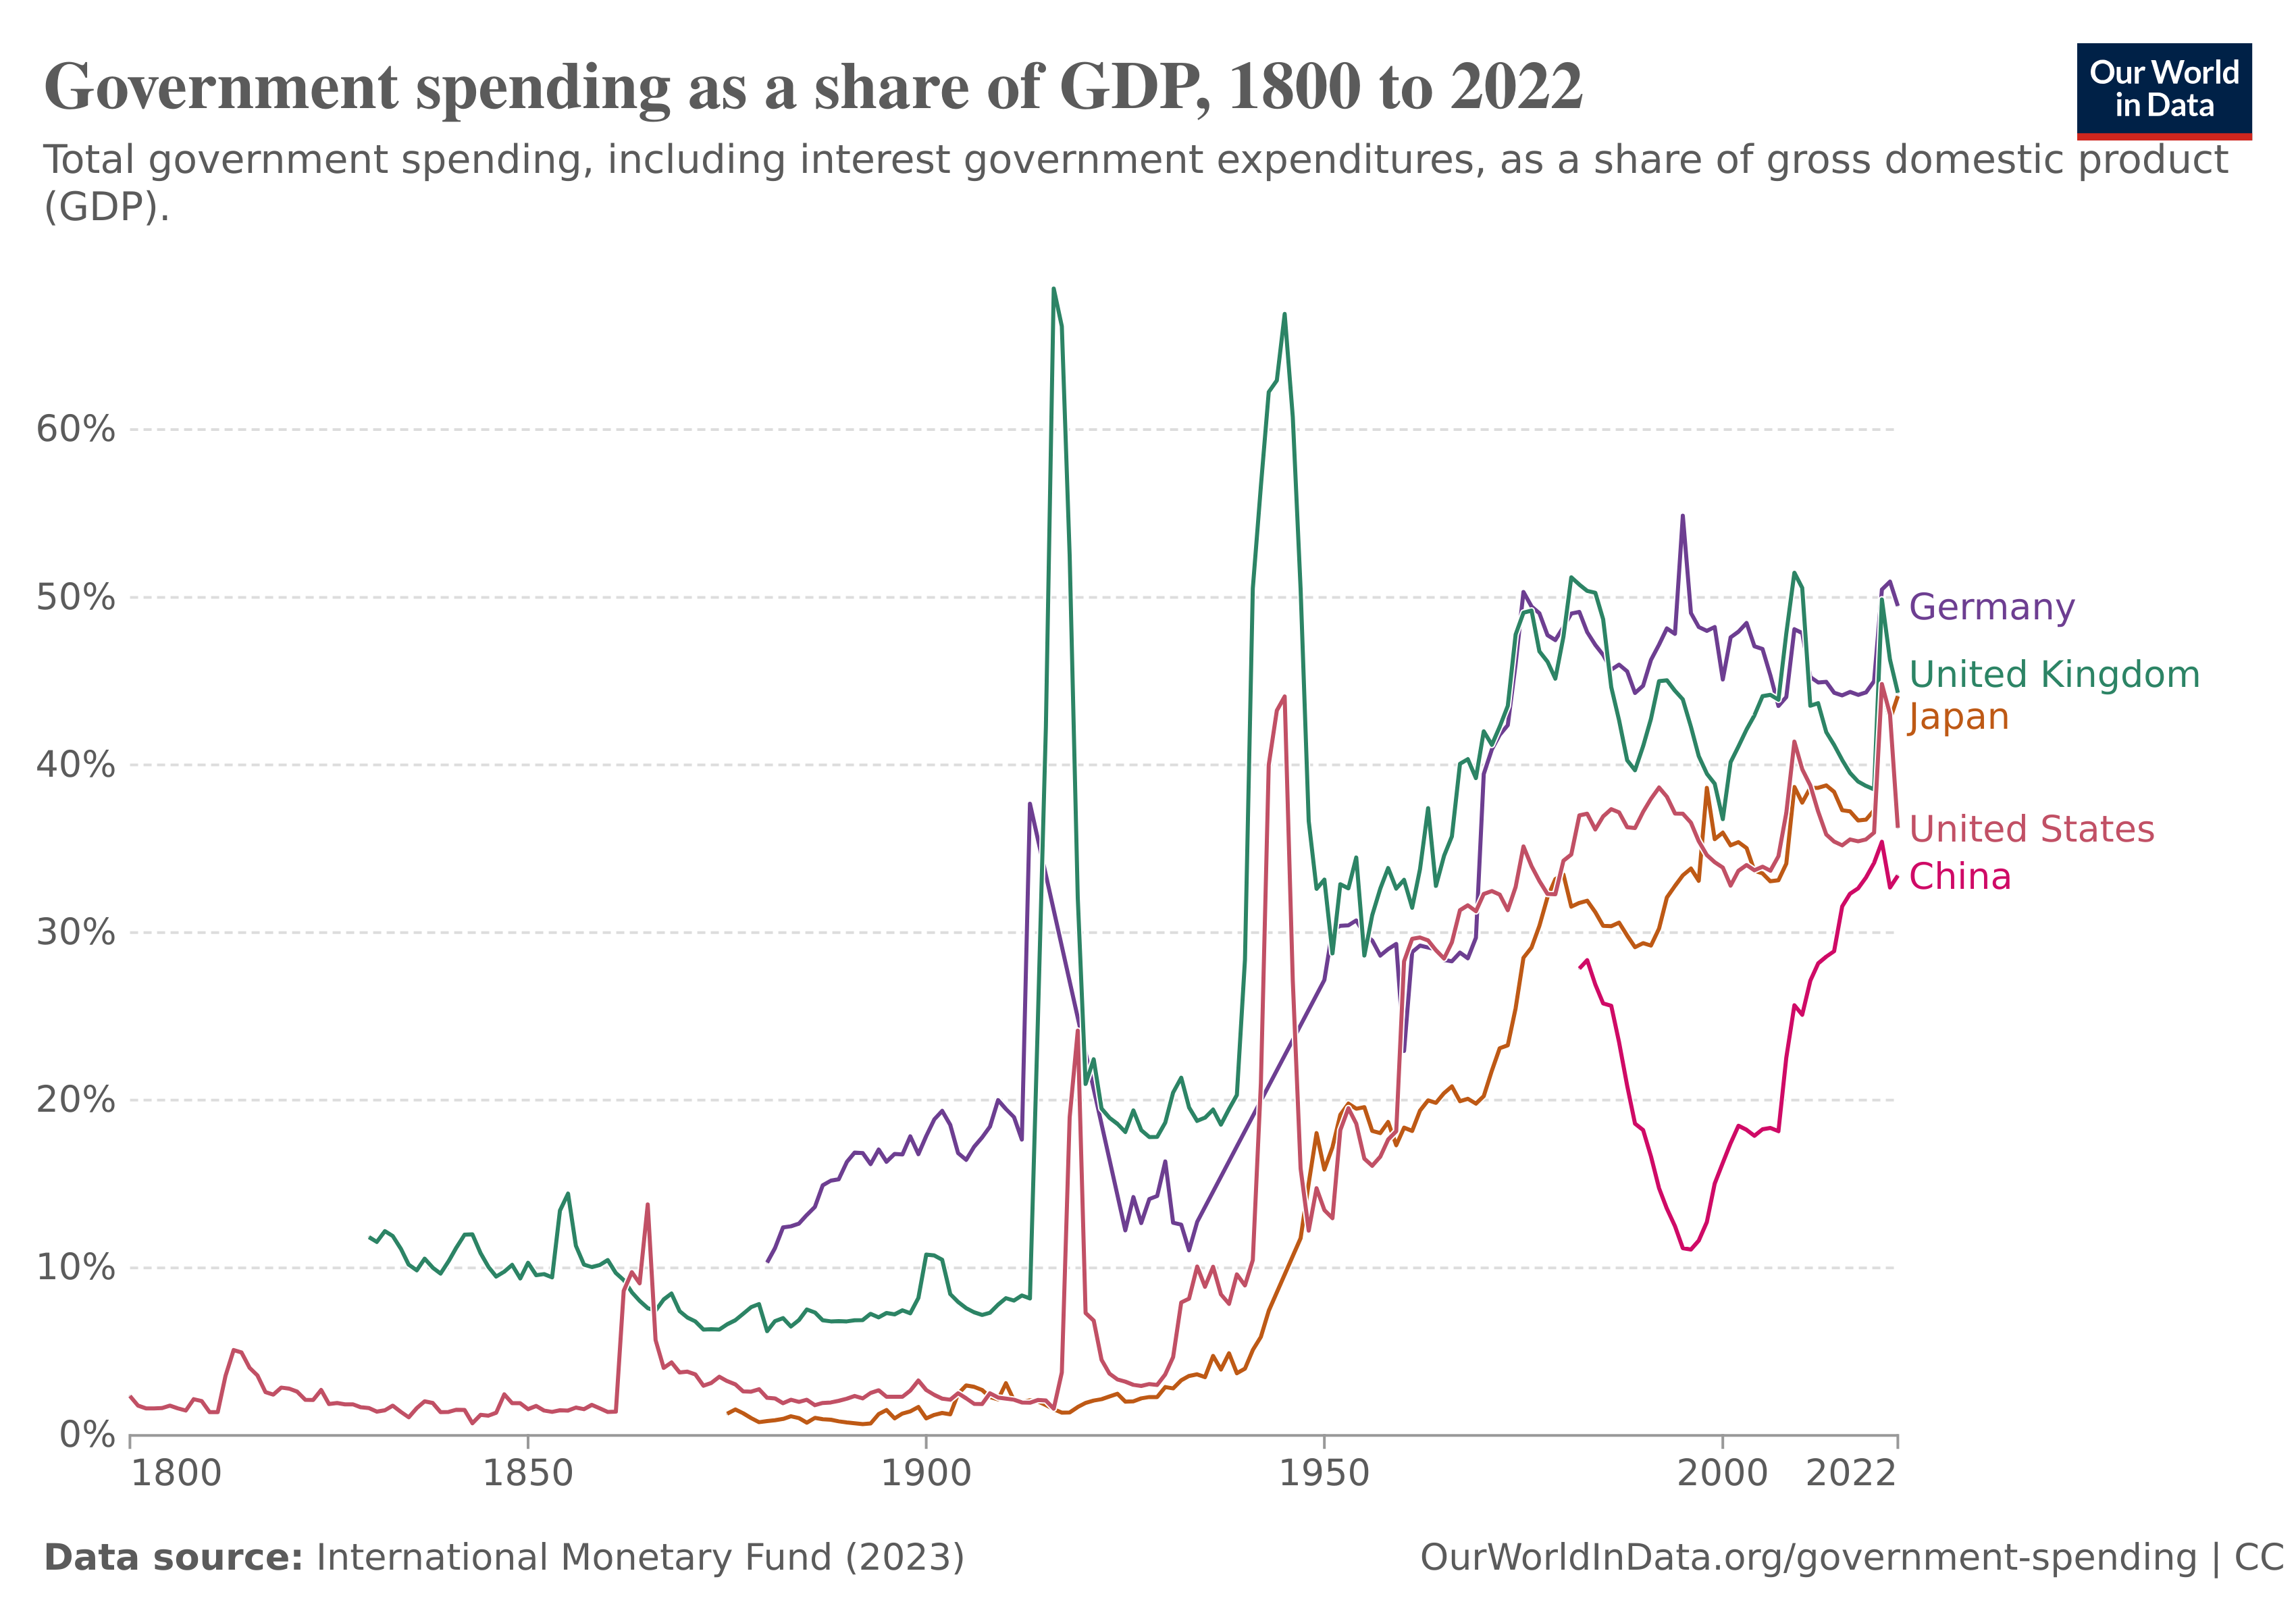 Government spending as a share of GDP, 1800 to 2022
Our World
in Data
Total government spending, including interest government expenditures, as a share of gross domestic product
(GDP).
60%
50%
40%
30%
20%
10%
0%
Germany
United Kingdom
Japan
United States
China
1800
1850
1900
1950
2000
2022
Data source: International Monetary Fund (2023)
OurWorldInData.org/government-spending | CC